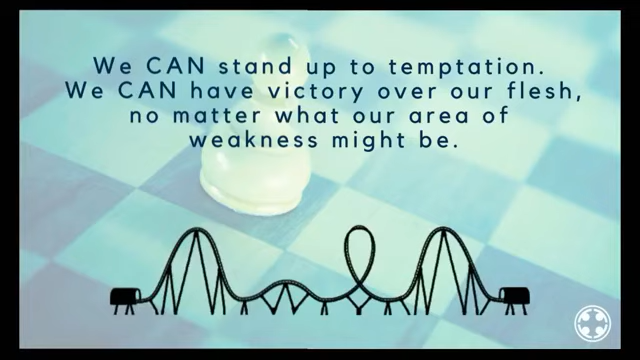 We CAN stand up to temptation.
We CAN have victory over our flesh,
no matter what our area of
weakness might be.